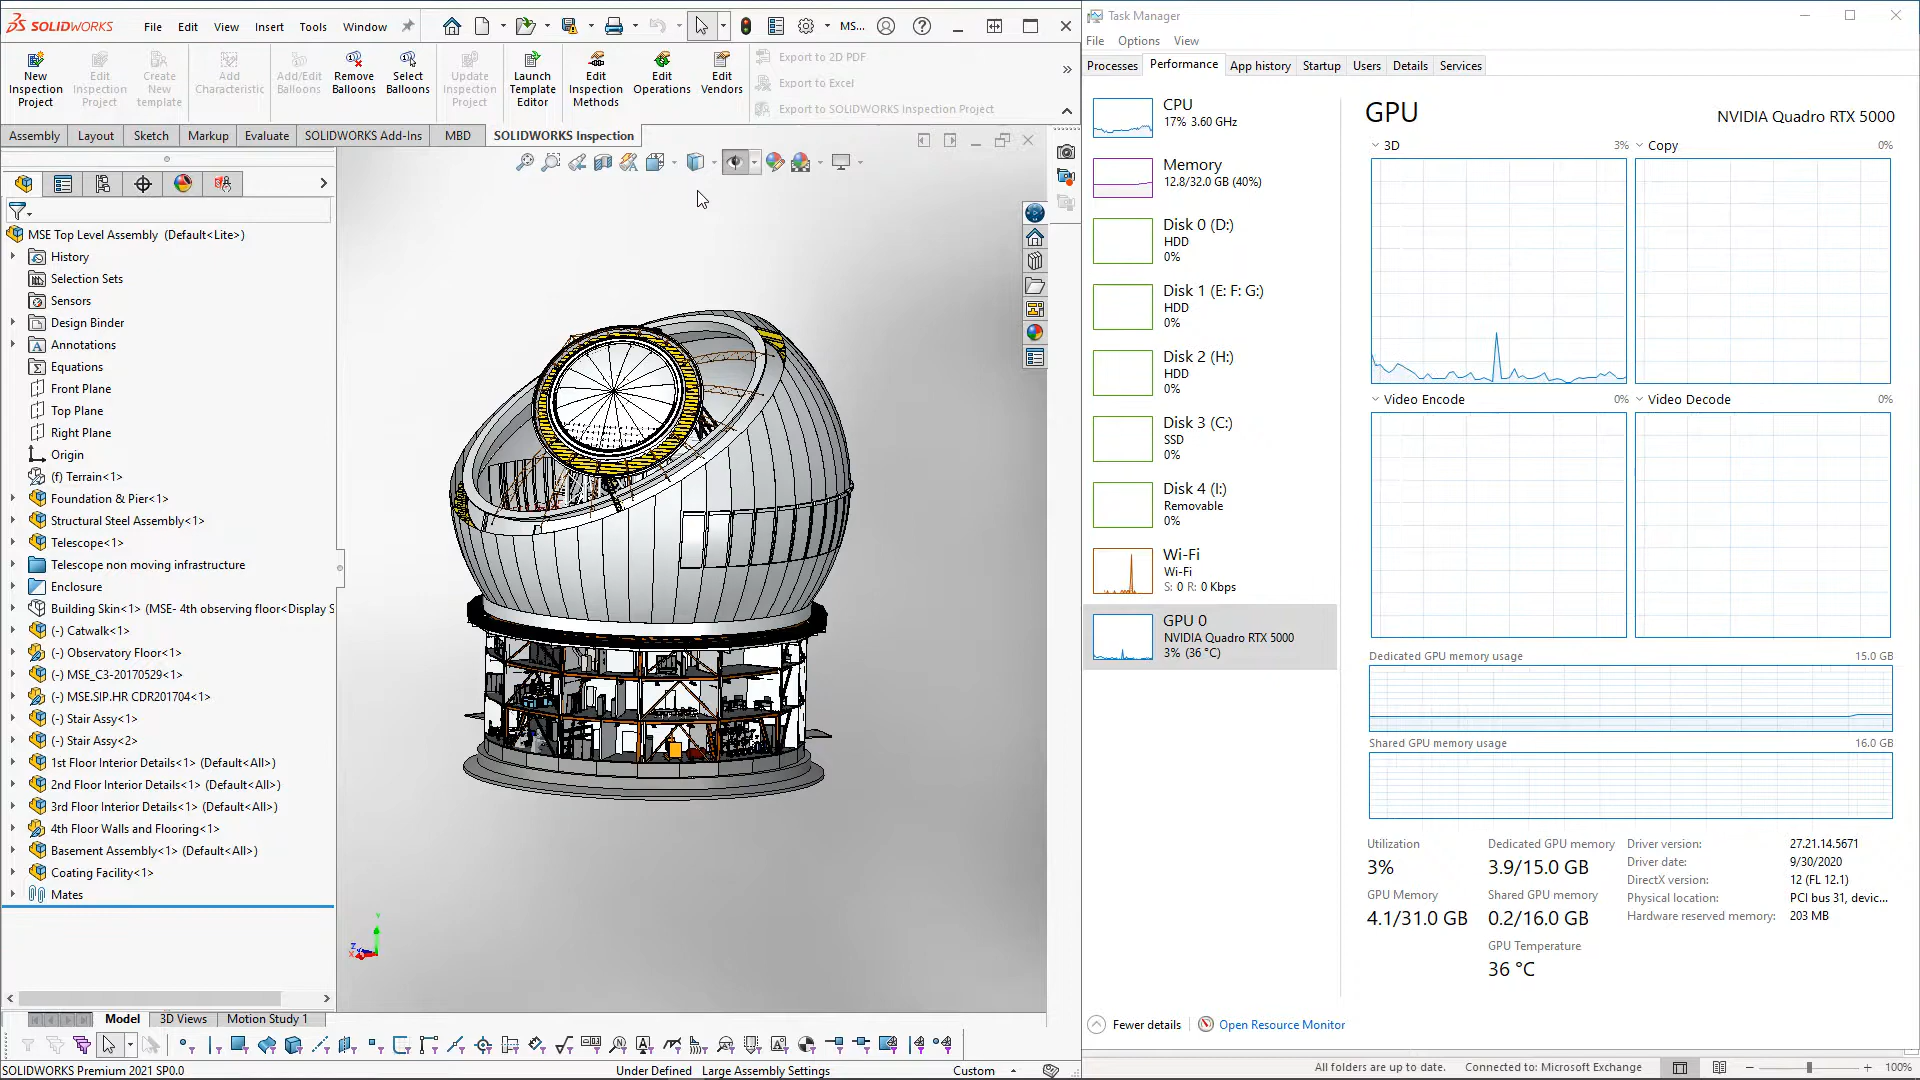 SOLIDWORKS File Edit View Insert Tools Window MS...
New Inspection Project
Edit Inspection Project
Create New template
Add Characteristic
Add/Edit Balloons
Remove Balloons
Select Balloons
Update Inspection Project
Launch Template Editor
Edit Inspection Methods
Edit Operations
Edit Vendors
Export to 2D PDF
Export to Excel
Export to SOLIDWORKS Inspection Project
Assembly Layout Sketch Markup Evaluate SOLIDWORKS Add-Ins MBD SOLIDWORKS Inspection
MSE Top Level Assembly (Default<Lite>)
History
Selection Sets
Sensors
Design Binder
Annotations
Equations
Front Plane
Top Plane
Right Plane
Origin
(f) Terrain<1>
Foundation & Pier<1>
Structural Steel Assembly<1>
Telescope<1>
Telescope non moving infrastructure
Enclosure
Building Skin<1> (MSE- 4th observing floor<Display S
(-) Catwalk<1>
(-) Observatory Floor<1>
(-) MSE_C3-20170529<1>
(-) MSE.SIP.HR CDR201704<1>
(-) Stair Assy<1>
(-) Stair Assy<2>
1st Floor Interior Details<1> (Default<All>)
2nd Floor Interior Details<1> (Default<All>)
3rd Floor Interior Details<1> (Default<All>)
4th Floor Walls and Flooring<1>
Basement Assembly<1> (Default<All>)
Coating Facility<1>
Mates
Y
Z
X
Model 3D Views Motion Study 1
SOLIDWORKS Premium 2021 SP0.0
Under Defined Large Assembly Settings Custom
Task Manager
File Options View
Processes Performance App history Startup Users Details Services
CPU
17% 3.60 GHz
Memory
12.8/32.0 GB (40%)
Disk 0 (D:)
HDD
0%
Disk 1 (E: F: G:)
HDD
0%
Disk 2 (H:)
HDD
0%
Disk 3 (C:)
SSD
0%
Disk 4 (I:)
Removable
0%
Wi-Fi
Wi-Fi
S: 0 R: 0 Kbps
GPU 0
NVIDIA Quadro RTX 5000
3% (36 °C)
GPU NVIDIA Quadro RTX 5000
3D 3% Copy 0%
Video Encode 0% Video Decode 0%
Dedicated GPU memory usage 15.0 GB
Shared GPU memory usage 16.0 GB
Utilization
3%
Dedicated GPU memory
3.9/15.0 GB
GPU Memory
4.1/31.0 GB
Shared GPU memory
0.2/16.0 GB
GPU Temperature
36 °C
Driver version: 27.21.14.5671
Driver date: 9/30/2020
DirectX version: 12 (FL 12.1)
Physical location: PCI bus 31, devic...
Hardware reserved memory: 203 MB
Fewer details Open Resource Monitor
All folders are up to date. Connected to: Microsoft Exchange 100%